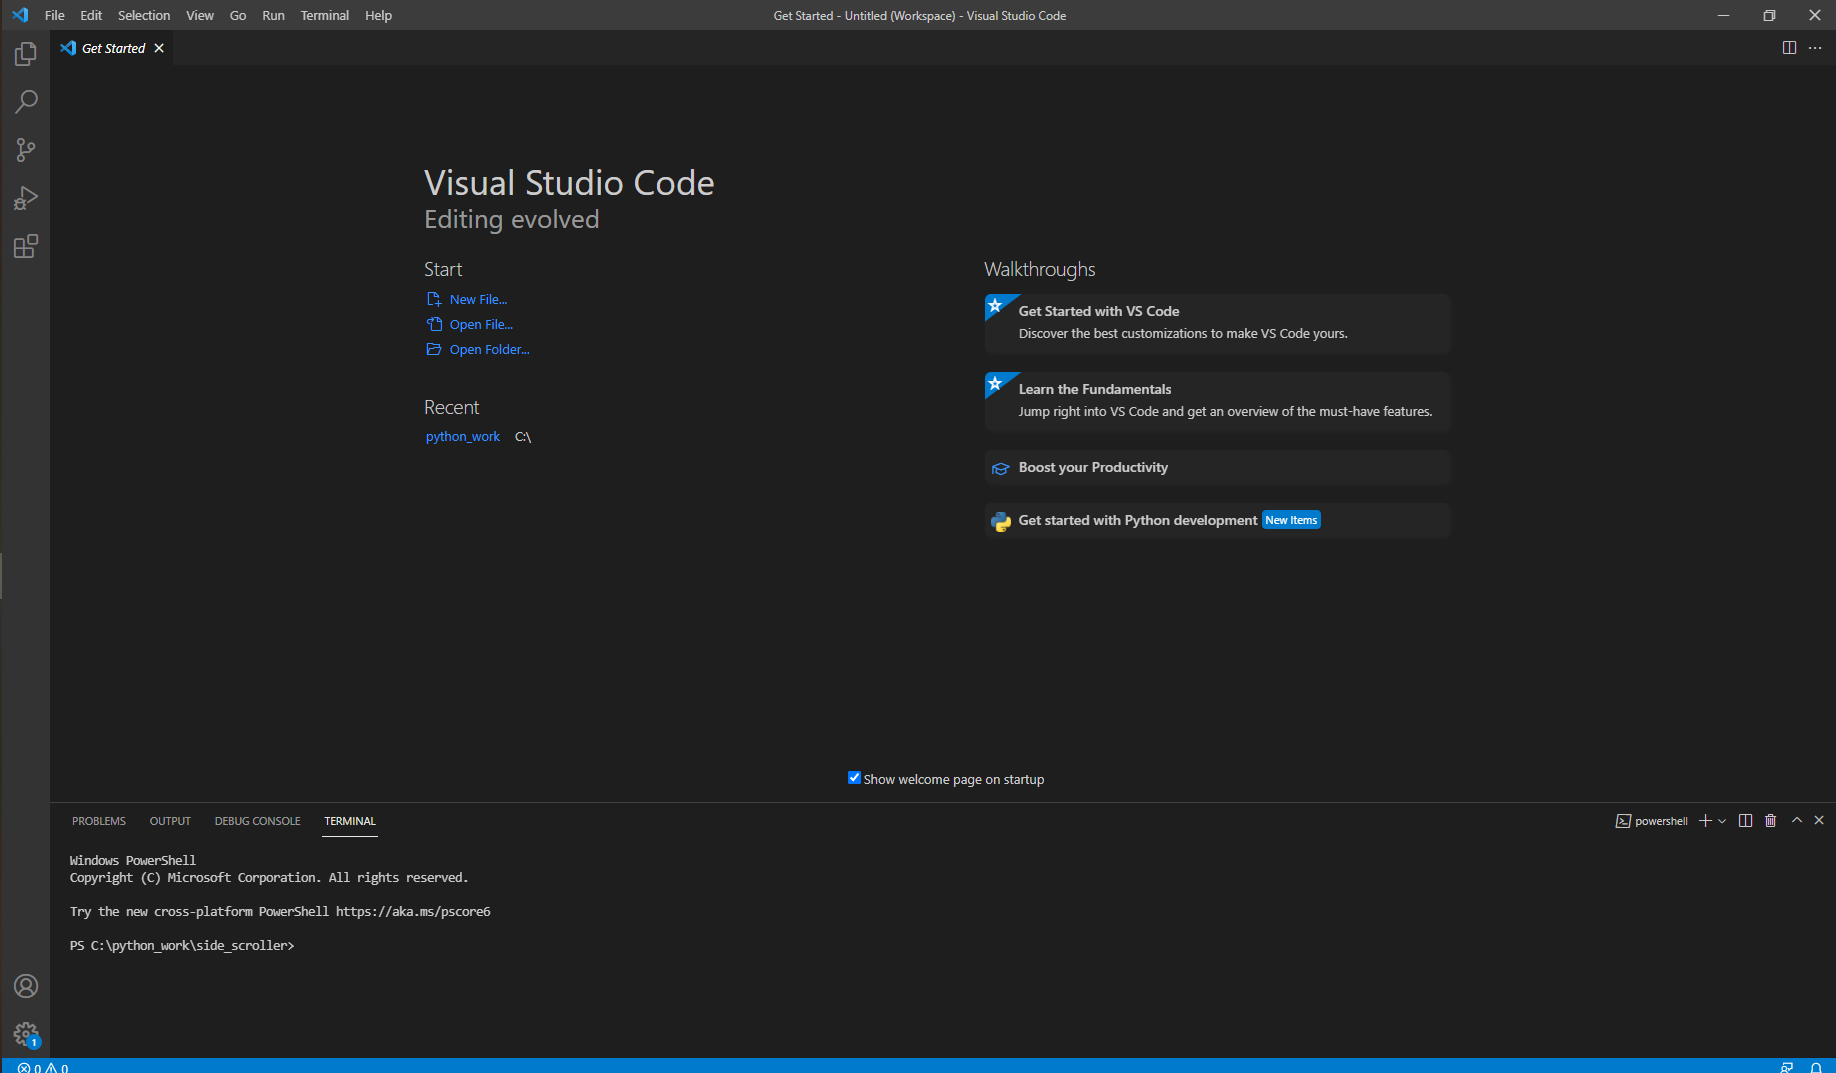 File Edit Selection View Go Run Terminal Help
Get Started - Untitled (Workspace) - Visual Studio Code
Get Started
Visual Studio Code
Editing evolved
Start
New File...
Open File...
Open Folder...
Recent
python_work C:\
Walkthroughs
Get Started with VS Code
Discover the best customizations to make VS Code yours.
Learn the Fundamentals
Jump right into VS Code and get an overview of the must-have features.
Boost your Productivity
Get started with Python development New Items
Show welcome page on startup
PROBLEMS OUTPUT DEBUG CONSOLE TERMINAL
powershell
Windows PowerShell
Copyright (C) Microsoft Corporation. All rights reserved.
Try the new cross-platform PowerShell https://aka.ms/pscore6
PS C:\python_work\side_scroller>
1
0 0